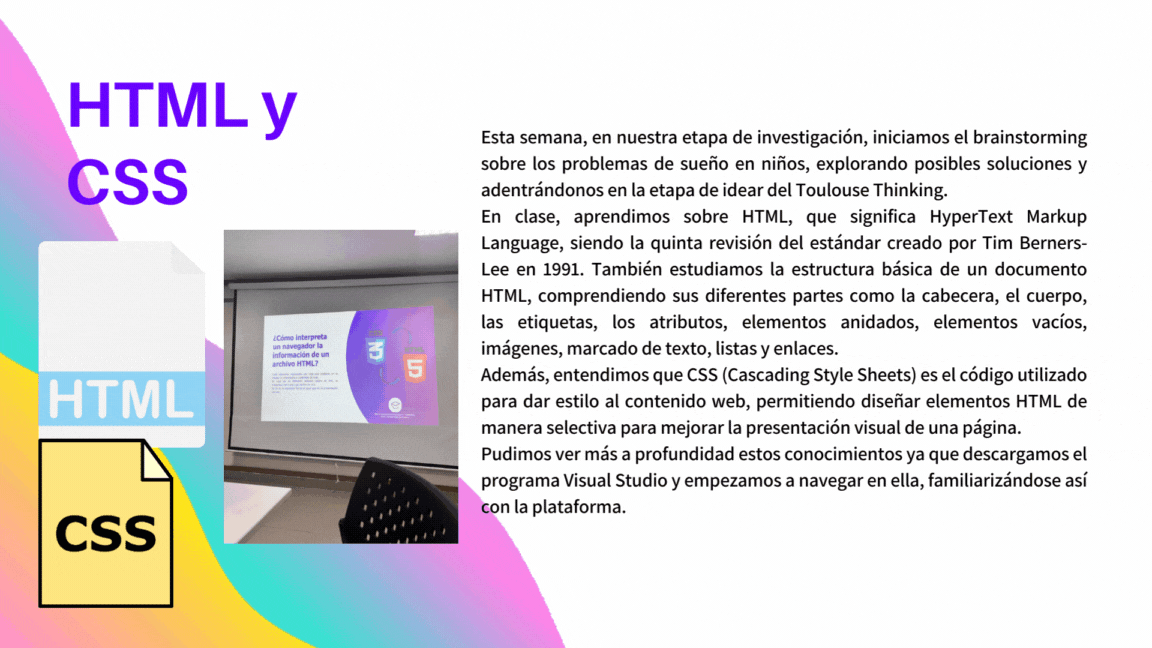 HTML y
CSS
Esta semana, en nuestra etapa de investigación, iniciamos el brainstorming
sobre los problemas de sueño en niños, explorando posibles soluciones y
adentrándonos en la etapa de idear del Toulouse Thinking.
En clase, aprendimos sobre HTML, que significa HyperText Markup
Language, siendo la quinta revisión del estándar creado por Tim Berners-
Lee en 1991. También estudiamos la estructura básica de un documento
HTML, comprendiendo sus diferentes partes como la cabecera, el cuerpo,
las etiquetas, los atributos, elementos anidados, elementos vacíos,
imágenes, marcado de texto, listas y enlaces.
Además, entendimos que CSS (Cascading Style Sheets) es el código utilizado
para dar estilo al contenido web, permitiendo diseñar elementos HTML de
manera selectiva para mejorar la presentación visual de una página.
Pudimos ver más a profundidad estos conocimientos ya que descargamos el
programa Visual Studio y empezamos a navegar en ella, familiarizándose así
con la plataforma.
HTML
CSS
¿Cómo interpreta
un navegador la
información de un
archivo HTML?
3
5